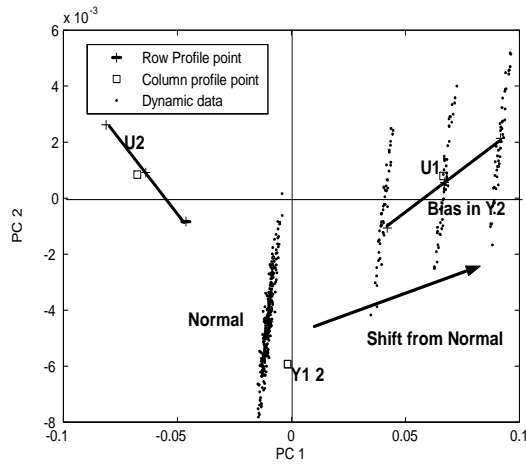 x 10
-3
6
4
2
0
-2
-4
-6
-8
-0.1
-0.05
0
0.05
0.1
PC 1
PC 2
Row Profile point
Column profile point
Dynamic data
U2
U1
Bias in Y2
Normal
Shift from Normal
Y1 2